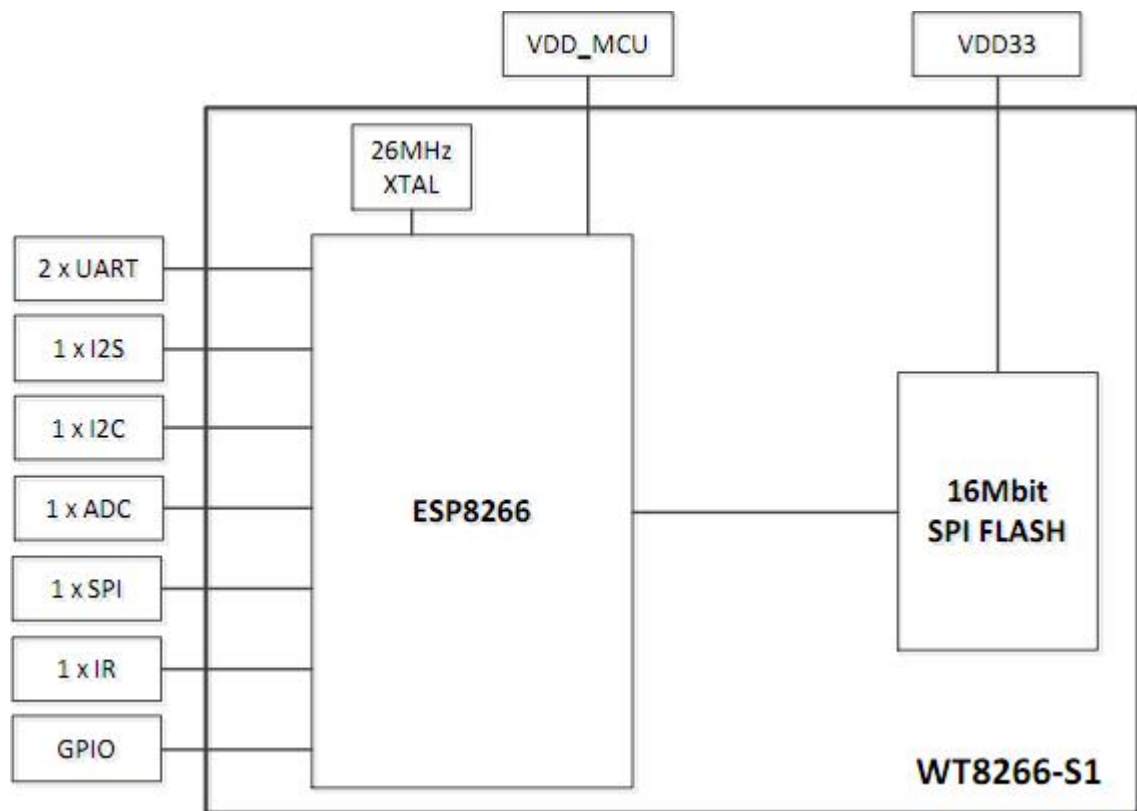 VDD_MCU
VDD33
26MHz
XTAL
2 x UART
1 x I2S
1 x I2C
1 x ADC
1 x SPI
1 x IR
GPIO
ESP8266
16Mbit
SPI FLASH
WT8266-S1